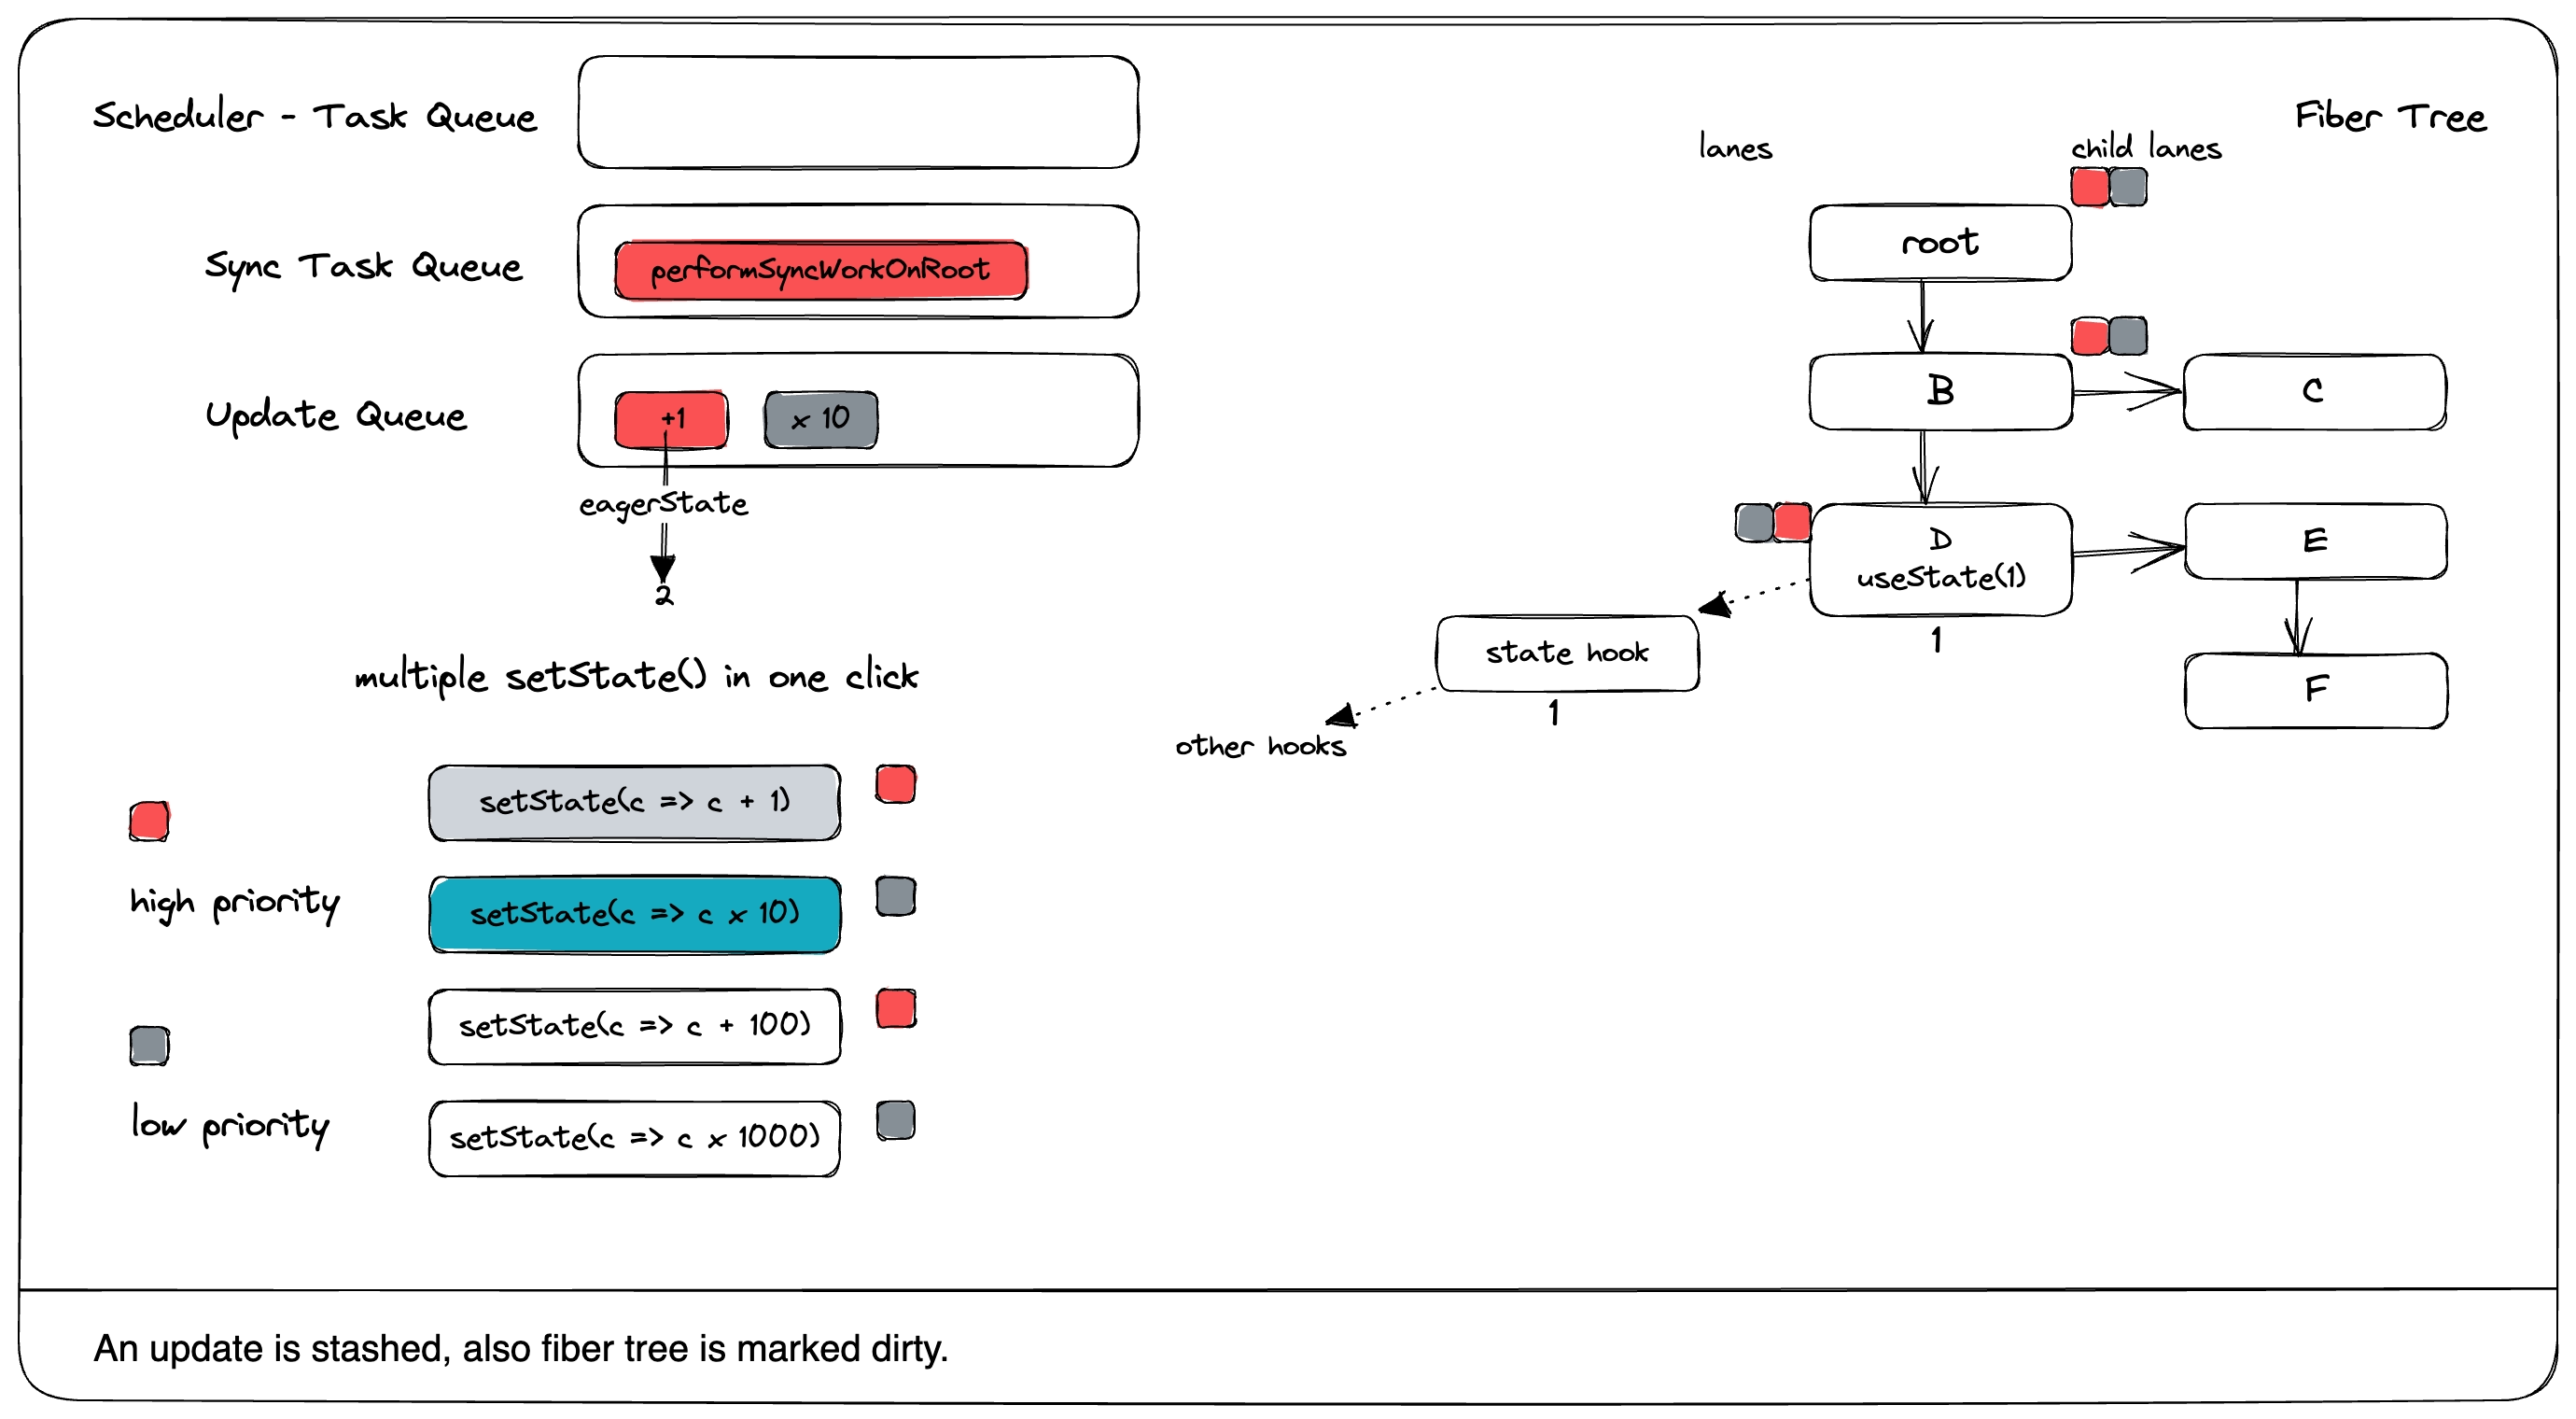 Scheduler - Task Queue
Sync Task Queue
performSyncWorkOnRoot
Update Queue
+1
x 10
eagerState
2
multiple setState() in one click
high priority
low priority
setState(c => c + 1)
setState(c => c x 10)
setState(c => c + 100)
setState(c => c x 1000)
Fiber Tree
lanes
child lanes
root
B
C
D
useState(1)
1
E
F
state hook
1
other hooks
An update is stashed, also fiber tree is marked dirty.